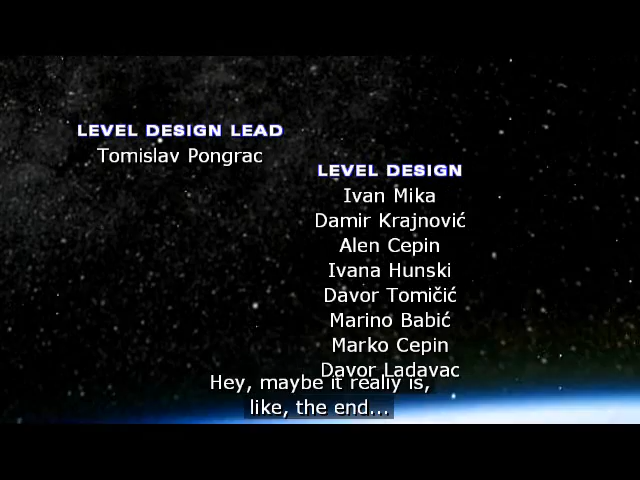 LEVEL DESIGN LEAD
Tomislav Pongrac
LEVEL DESIGN
Ivan Mika
Damir Krajnović
Alen Cepin
Ivana Hunski
Davor Tomičić
Marino Babić
Marko Cepin
Davor Ladavac
Hey, maybe it really is,
like, the end...